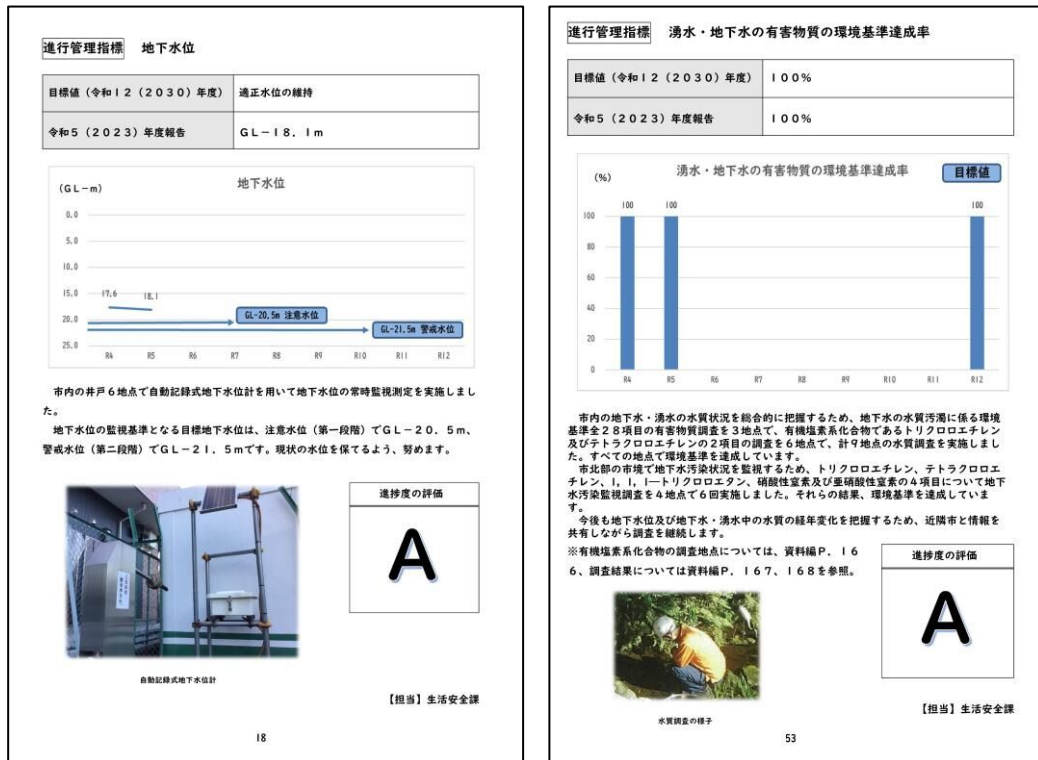 進行管理指標 地下水位
目標値(令和12(2030)年度) 適正水位の維持
令和5(2023)年度報告 GL-18.1m
地下水位
(GL-m)
0.0
5.0
10.0
15.0
20.0
25.0
17.6
18.1
GL-20.5m 注意水位
GL-21.5m 警戒水位
R4 R5 R6 R7 R8 R9 R10 R11 R12
市内の井戸6地点で自動記録式地下水位計を用いて地下水位の常時監視測定を実施しまし
た。
地下水位の監視基準となる目標地下水位は、注意水位(第一段階)でGL-20.5m、
警戒水位(第二段階)でGL-21.5mです。現状の水位を保てるよう、努めます。
進捗度の評価
A
自動記録式地下水位計
【担当】生活安全課
18
進行管理指標 湧水・地下水の有害物質の環境基準達成率
目標値(令和12(2030)年度) 100%
令和5(2023)年度報告 100%
湧水・地下水の有害物質の環境基準達成率
目標値
(%)
100
80
60
40
20
0
100
100
100
R4 R5 R6 R7 R8 R9 R10 R11 R12
市内の地下水・湧水の水質状況を総合的に把握するため、地下水の水質汚濁に係る環境
基準全28項目の有害物質調査を3地点で、有機塩素系化合物であるトリクロロエチレン
及びテトラクロロエチレンの2項目の調査を6地点で、計9地点の水質調査を実施しまし
た。すべての地点で環境基準を達成しています。
市北部の市境で地下水汚染状況を監視するため、トリクロロエチレン、テトラクロロエ
チレン、1,1,1―トリクロロエタン、硝酸性窒素及び亜硝酸性窒素の4項目について地下
水汚染監視調査を4地点で6回実施しました。それらの結果、環境基準を達成していま
す。
今後も地下水位及び地下水・湧水中の水質の経年変化を把握するため、近隣市と情報を
共有しながら調査を継続します。
※有機塩素系化合物の調査地点については、資料編P.16
6、調査結果については資料編P.167、168を参照。
進捗度の評価
A
水質調査の様子
【担当】生活安全課
53